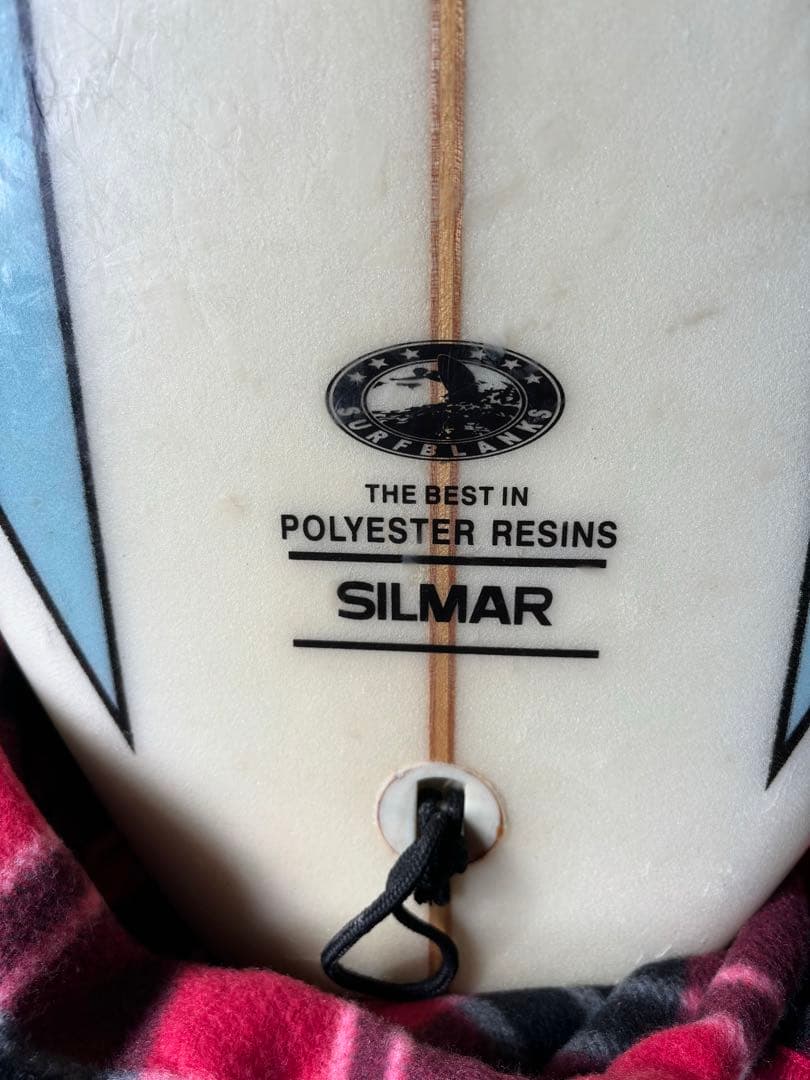 SURFBLANKS
THE BEST IN
POLYESTER RESINS
SILMAR